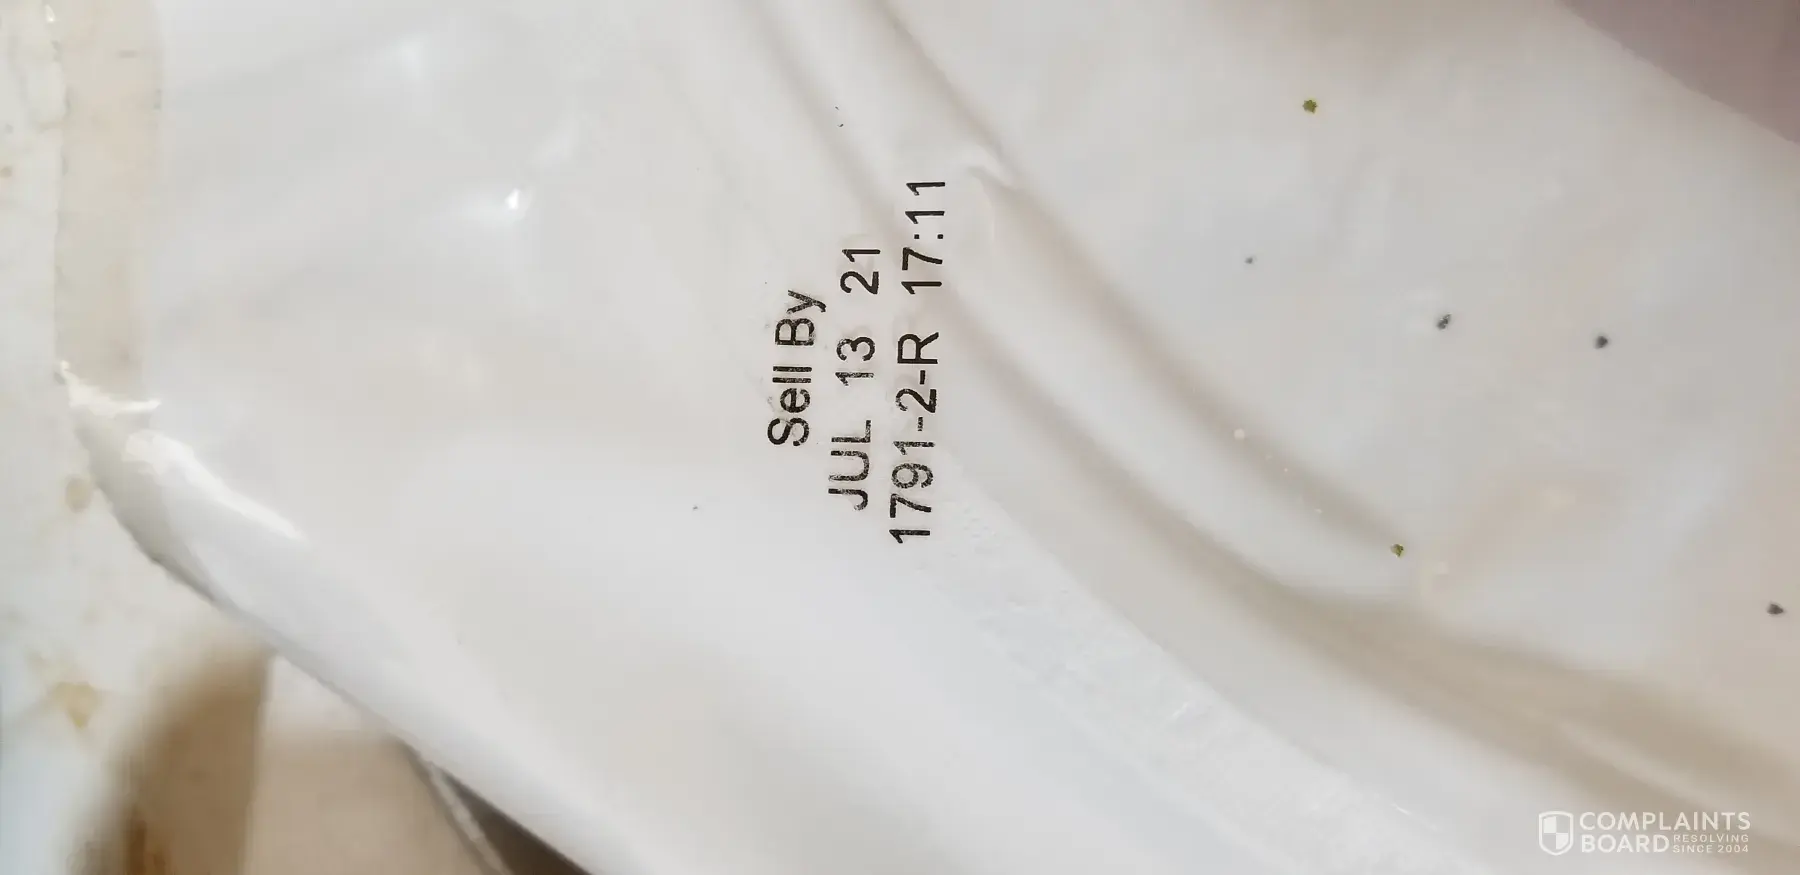 Sell By
JUL 13 21
1791-2-R 17:11
COMPLAINTS
BOARD
RESOLVING
SINCE 2004